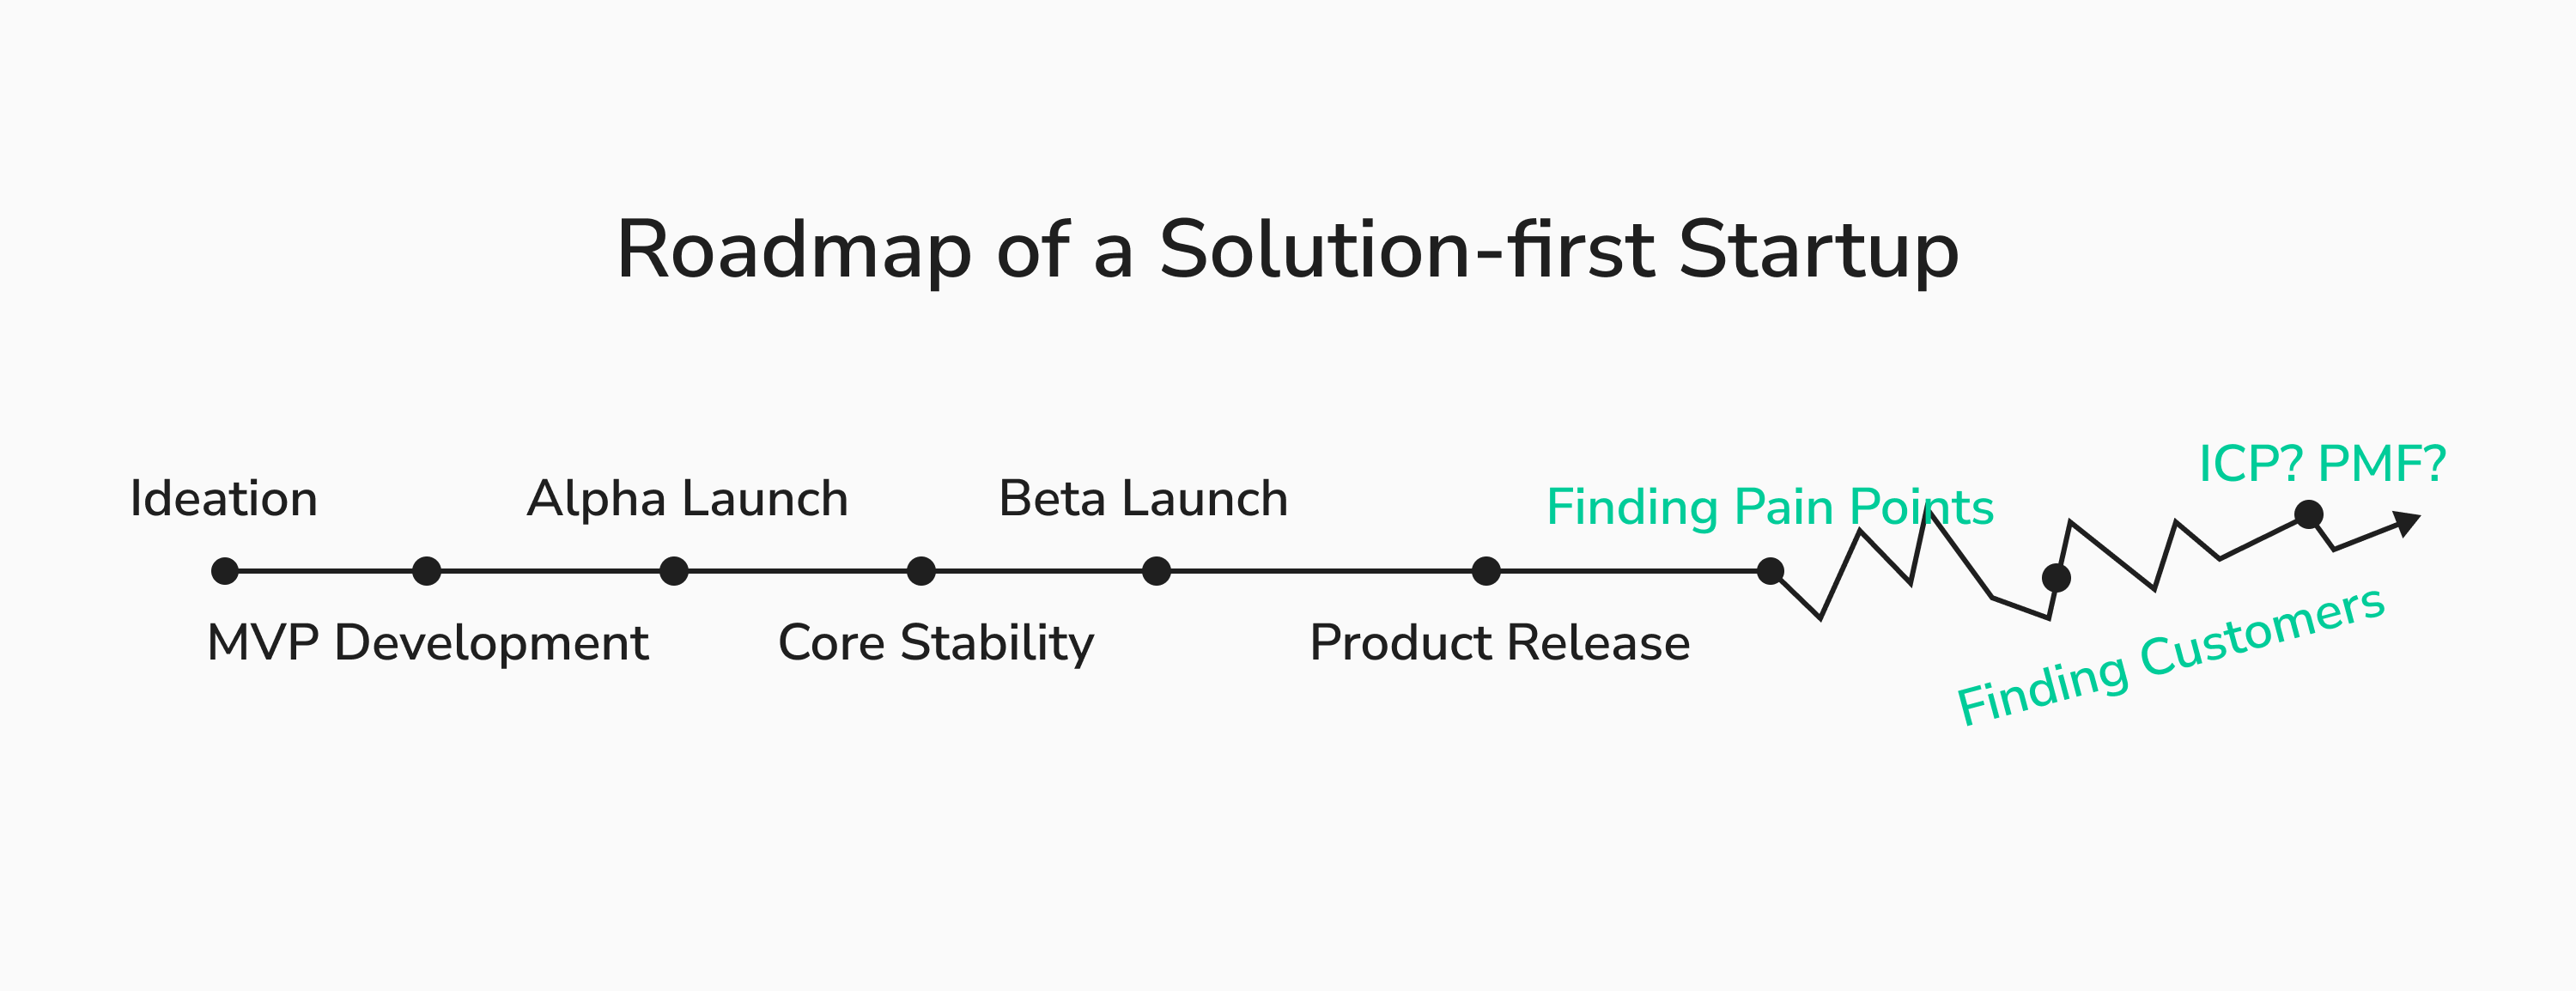 Roadmap of a Solution-first Startup
Ideation
MVP Development
Alpha Launch
Core Stability
Beta Launch
Product Release
Finding Pain Points
Finding Customers
ICP? PMF?